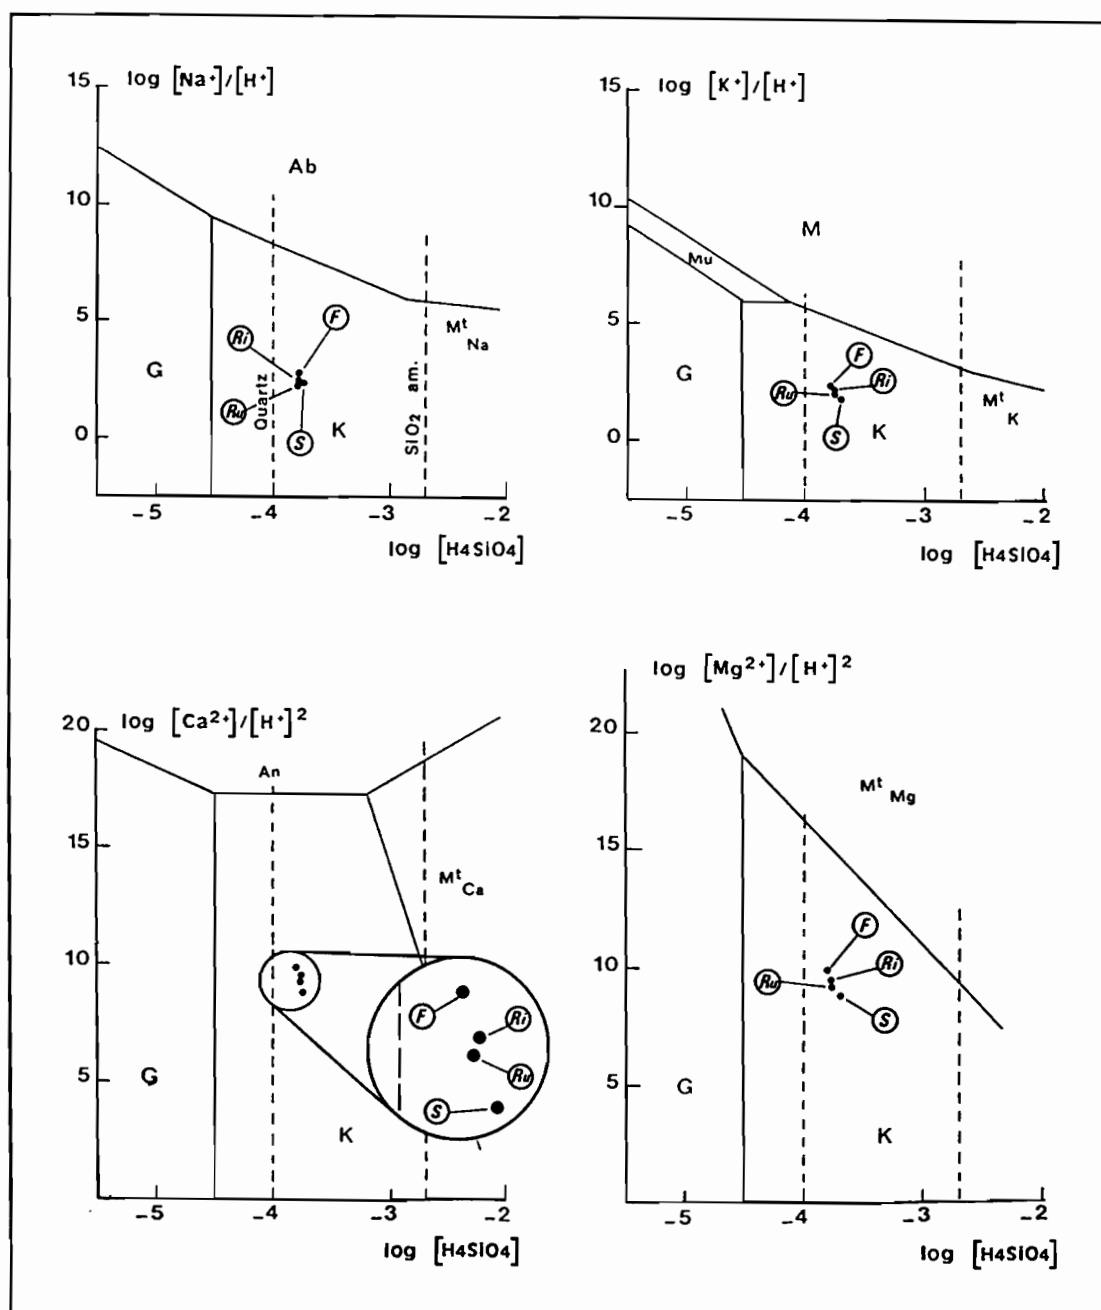 log [Na⁺]/[H⁺]
15
10
5
0
Ab
F
Ri
Ru
S
G
Quartz
K
SiO₂ am.
Mᵗ Na
-5 -4 -3 -2
log [H4SiO4]
log [K⁺]/[H⁺]
15
10
5
0
M
Mu
F
Ri
Ru
S
G
K
Mᵗ K
-5 -4 -3 -2
log [H4SiO4]
log [Ca²⁺]/[H⁺]²
20
15
10
5
An
Mᵗ Ca
F
Ri
Ru
S
G
K
-5 -4 -3 -2
log [H4SiO4]
log [Mg²⁺]/[H⁺]²
20
15
10
5
Mᵗ Mg
F
Ri
Ru
S
G
K
-5 -4 -3 -2
log [H4SiO4]